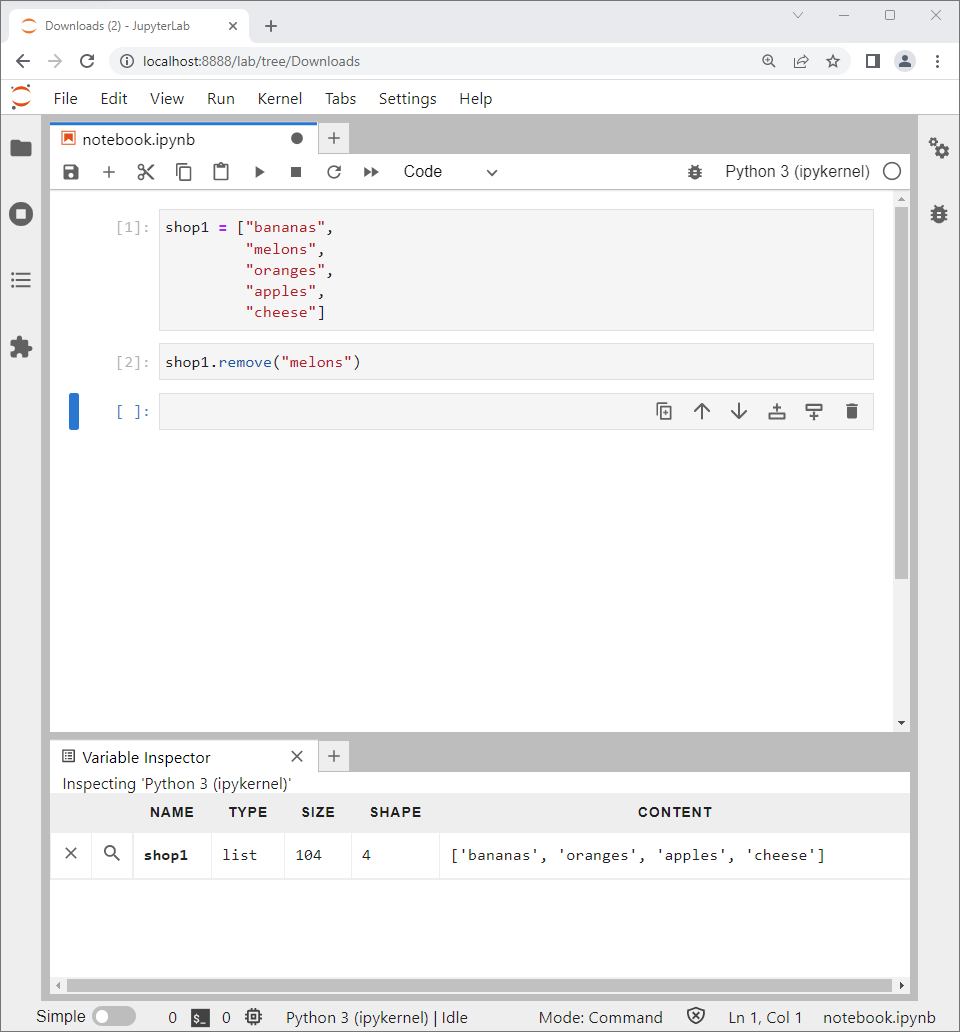 Downloads (2) - JupyterLab
localhost:8888/lab/tree/Downloads
File Edit View Run Kernel Tabs Settings Help
notebook.ipynb
Code Python 3 (ipykernel)
[1]: shop1 = ["bananas",
"melons",
"oranges",
"apples",
"cheese"]
[2]: shop1.remove("melons")
[ ]:
Variable Inspector
Inspecting 'Python 3 (ipykernel)'
NAME TYPE SIZE SHAPE CONTENT
shop1 list 104 4 ['bananas', 'oranges', 'apples', 'cheese']
Simple 0 $_ 0 Python 3 (ipykernel) | Idle Mode: Command Ln 1, Col 1 notebook.ipynb